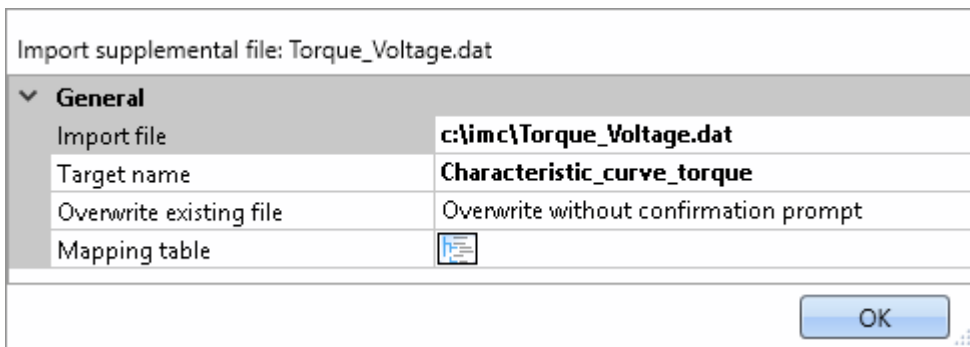 Import supplemental file: Torque_Voltage.dat
General
Import file c:\imc\Torque_Voltage.dat
Target name Characteristic_curve_torque
Overwrite existing file Overwrite without confirmation prompt
Mapping table
OK